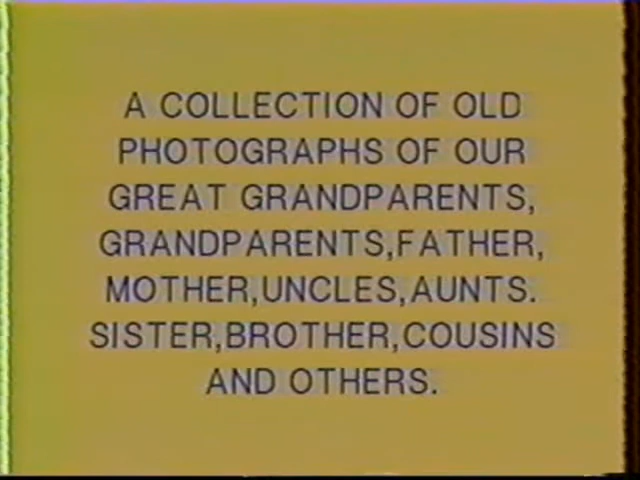 A COLLECTION OF OLD
PHOTOGRAPHS OF OUR
GREAT GRANDPARENTS,
GRANDPARENTS,FATHER,
MOTHER,UNCLES,AUNTS.
SISTER,BROTHER,COUSINS
AND OTHERS.